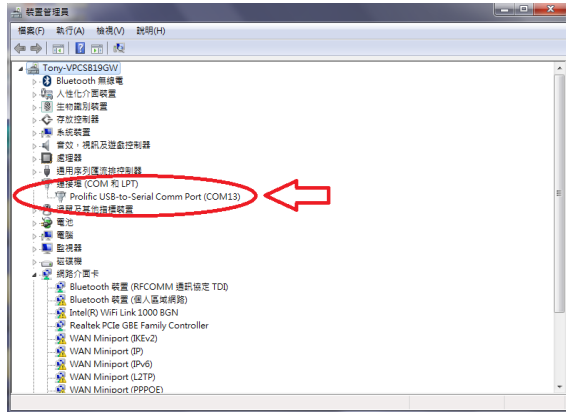 裝置管理員
檔案(F) 執行(A) 檢視(V) 說明(H)
Tony-VPCSB19GW
Bluetooth 無線電
人性化介面裝置
生物識別裝置
存放控制器
系統裝置
音效，視訊及遊戲控制器
處理器
通用序列匯流排控制器
連接埠 (COM 和 LPT)
Prolific USB-to-Serial Comm Port (COM13)
滑鼠及其他指標裝置
電池
電腦
監視器
磁碟機
網路介面卡
Bluetooth 裝置 (RFCOMM 通訊協定 TDI)
Bluetooth 裝置 (個人區域網路)
Intel(R) WiFi Link 1000 BGN
Realtek PCIe GBE Family Controller
WAN Miniport (IKEv2)
WAN Miniport (IP)
WAN Miniport (IPv6)
WAN Miniport (L2TP)
WAN Miniport (PPPOE)